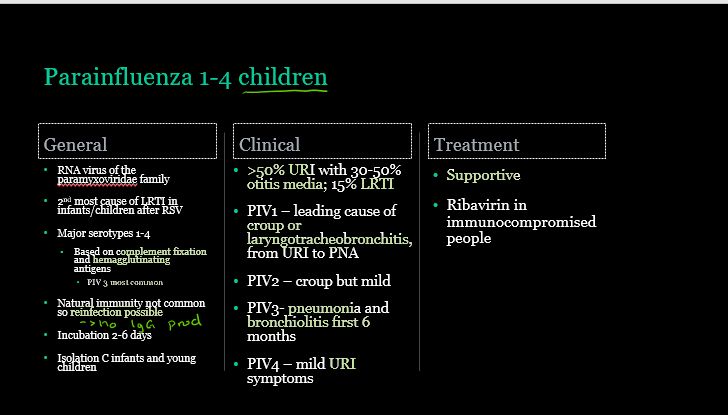 Parainfluenza 1-4 children
General
RNA virus of the
paramyxoviridae family
2nd most cause of LRTI in
infants/children after RSV
Major serotypes 1-4
Based on complement fixation
and hemagglutinating
antigens
PIV 3 most common
Natural immunity not common
so reinfection possible
->no IgG prod
Incubation 2-6 days
Isolation C infants and young
children
Clinical
>50% URI with 30-50%
otitis media; 15% LRTI
PIV1 – leading cause of
croup or
laryngotracheobronchitis,
from URI to PNA
PIV2 – croup but mild
PIV3- pneumonia and
bronchiolitis first 6
months
PIV4 – mild URI
symptoms
Treatment
Supportive
Ribavirin in
immunocompromised
people